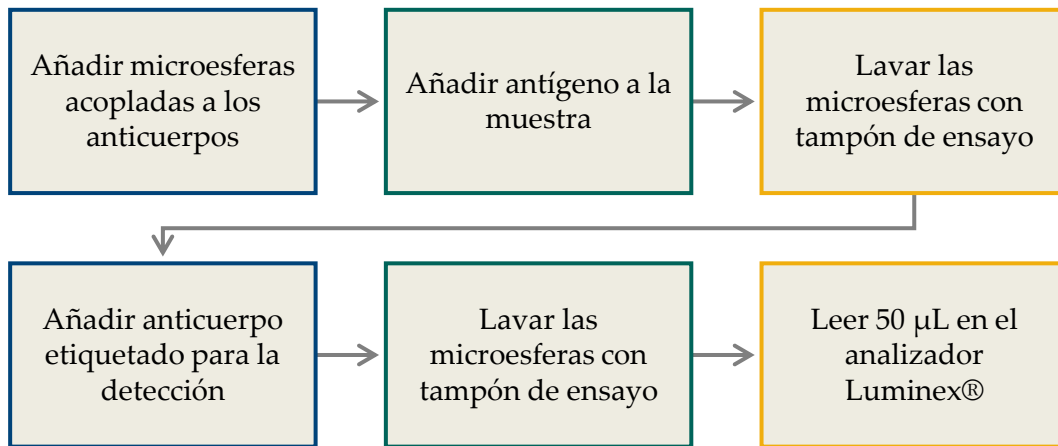 Añadir microesferas
acopladas a los
anticuerpos
Añadir antígeno a la
muestra
Lavar las
microesferas con
tampón de ensayo
Añadir anticuerpo
etiquetado para la
detección
Lavar las
microesferas con
tampón de ensayo
Leer 50 µL en el
analizador
Luminex®